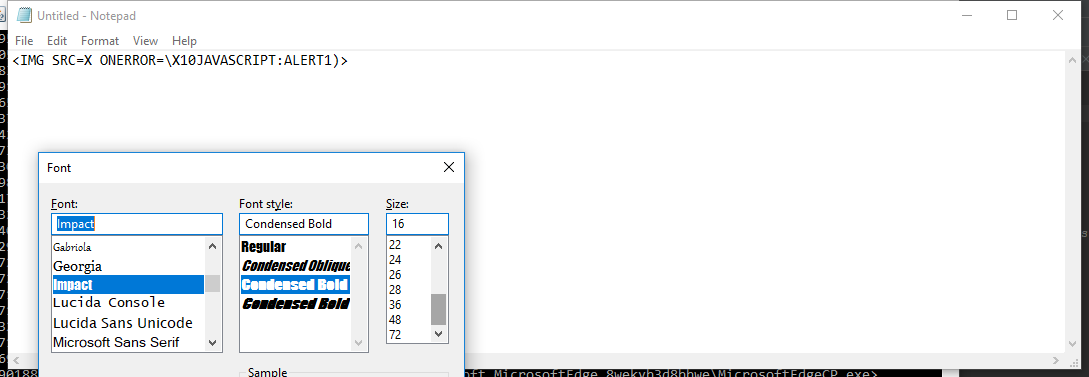 Untitled - Notepad
File Edit Format View Help
<IMG SRC=X ONERROR=\X10JAVASCRIPT:ALERT1)>
Font
Font: Font style: Size:
Impact Condensed Bold 16
Gabriola Regular 22
Georgia Condensed Oblique 24
Impact Condensed Bold 26
Lucida Console Condensed Bold 28
Lucida Sans Unicode 36
Microsoft Sans Serif 48
72
Sample
MicrosoftEdge_8wekyb3d8bbwe\MicrosoftEdgeCP.exe>